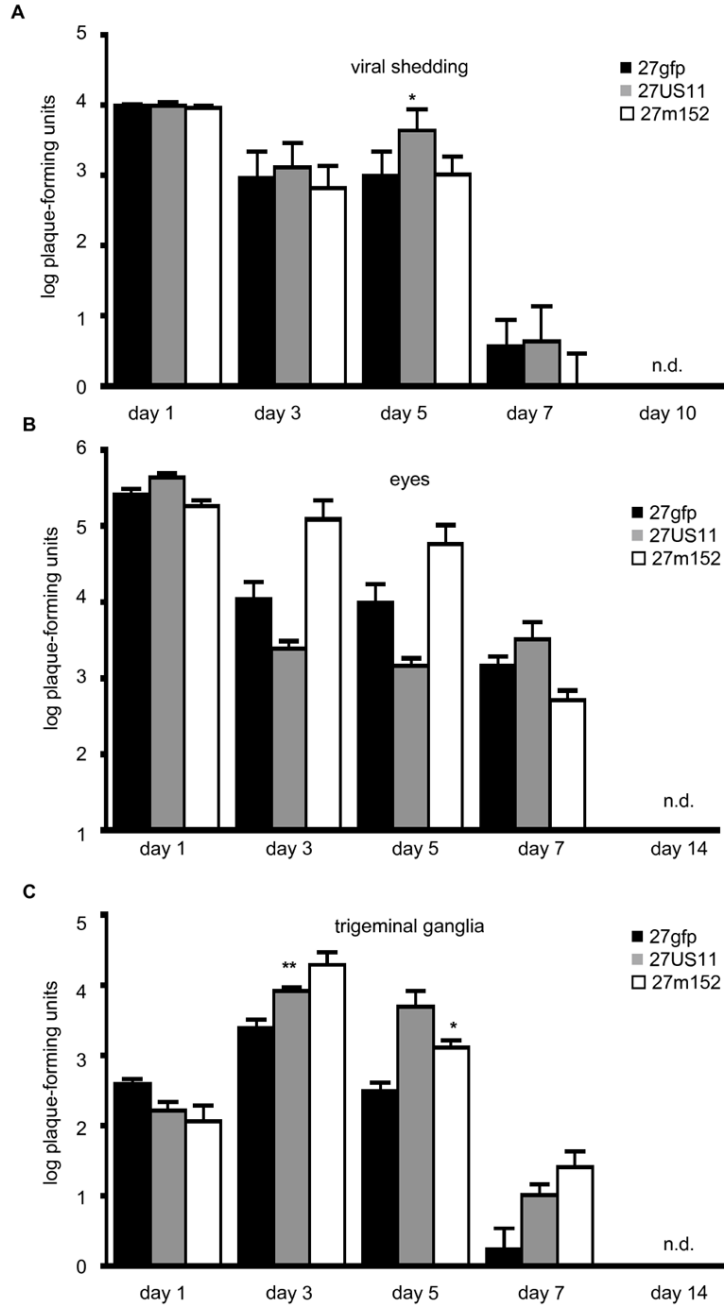 A
viral shedding
27gfp
27US11
27m152
log plaque-forming units
5
4
3
2
1
0
*
n.d.
day 1 day 3 day 5 day 7 day 10
B
eyes
27gfp
27US11
27m152
log plaque-forming units
6
5
4
3
2
1
n.d.
day 1 day 3 day 5 day 7 day 14
C
trigeminal ganglia
27gfp
27US11
27m152
log plaque-forming units
5
4
3
2
1
0
**
*
n.d.
day 1 day 3 day 5 day 7 day 14